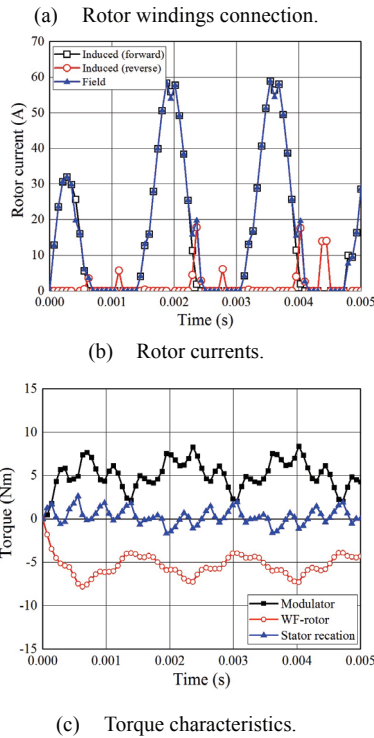 (a) Rotor windings connection.
70
60
50
40
30
20
10
0
Rotor current (A)
Induced (forward)
Induced (reverse)
Field
0.000 0.001 0.002 0.003 0.004 0.005
Time (s)
(b) Rotor currents.
15
10
5
0
-5
-10
-15
Torque (Nm)
Modulator
WF-rotor
Stator recation
0.000 0.001 0.002 0.003 0.004 0.005
Time (s)
(c) Torque characteristics.